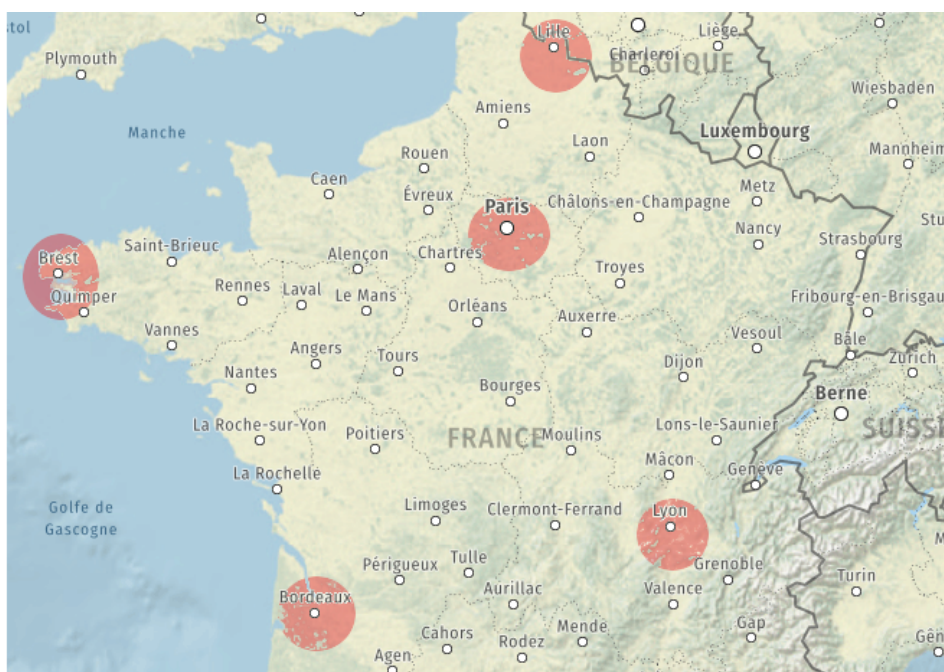 Lille
Liège
Plymouth
Charleroi
BELGIQUE
Wiesbaden
Amiens
Manche
Luxembourg
Laon
Mannheim
Rouen
Caen
Metz
Évreux
Paris
Châlons-en-Champagne
Nancy
Strasbourg
Saint-Brieuc
Brest
Alençon
Chartres
Troyes
Rennes
Laval
Le Mans
Quimper
Orléans
Fribourg-en-Brisgau
Auxerre
Vannes
Vesoul
Bâle
Angers
Tours
Dijon
Zurich
Nantes
Bourges
Berne
La Roche-sur-Yon
Poitiers
FRANCE
Moulins
Lons-le-Saunier
SUISSE
Mâcon
Genève
La Rochelle
Golfe de
Gascogne
Limoges
Clermont-Ferrand
Lyon
Périgueux
Tulle
Grenoble
Turin
Aurillac
Valence
Bordeaux
Gap
Cahors
Rodez
Mende
Agen